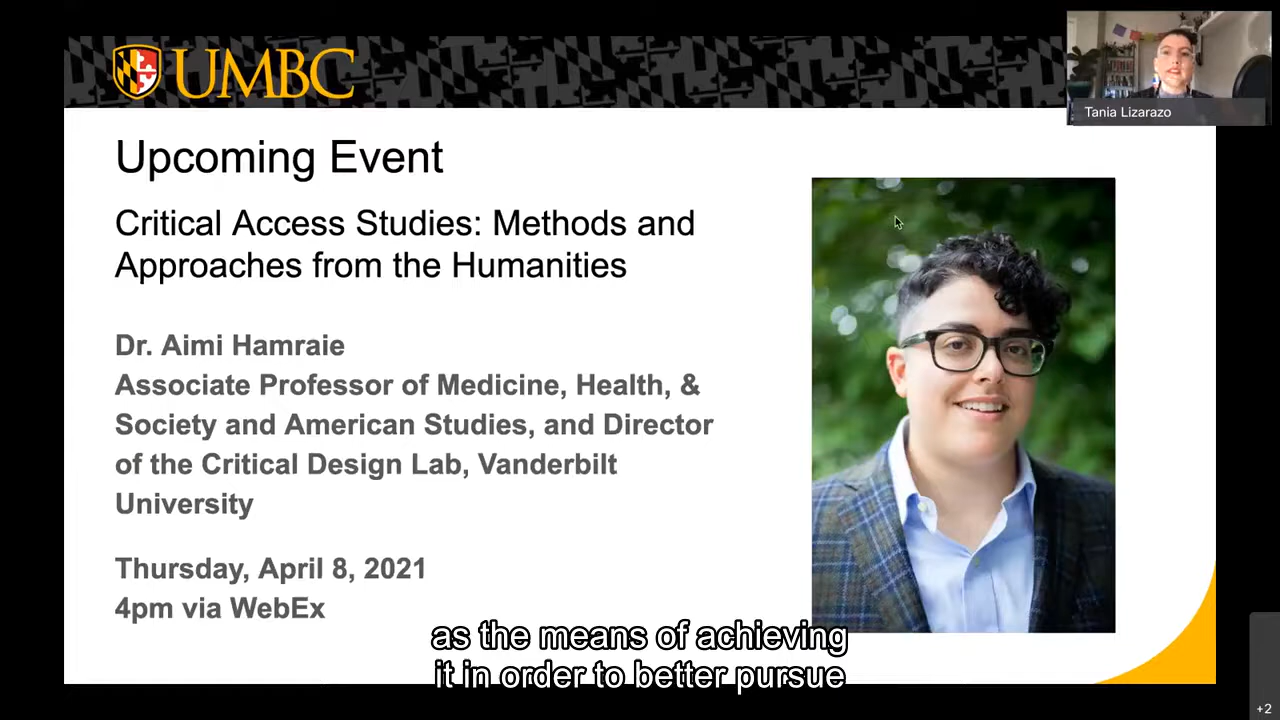 UMBC
Tania Lizarazo
Upcoming Event
Critical Access Studies: Methods and
Approaches from the Humanities
Dr. Aimi Hamraie
Associate Professor of Medicine, Health, &
Society and American Studies, and Director
of the Critical Design Lab, Vanderbilt
University
Thursday, April 8, 2021
4pm via WebEx
as the means of achieving
it in order to better pursue
+2